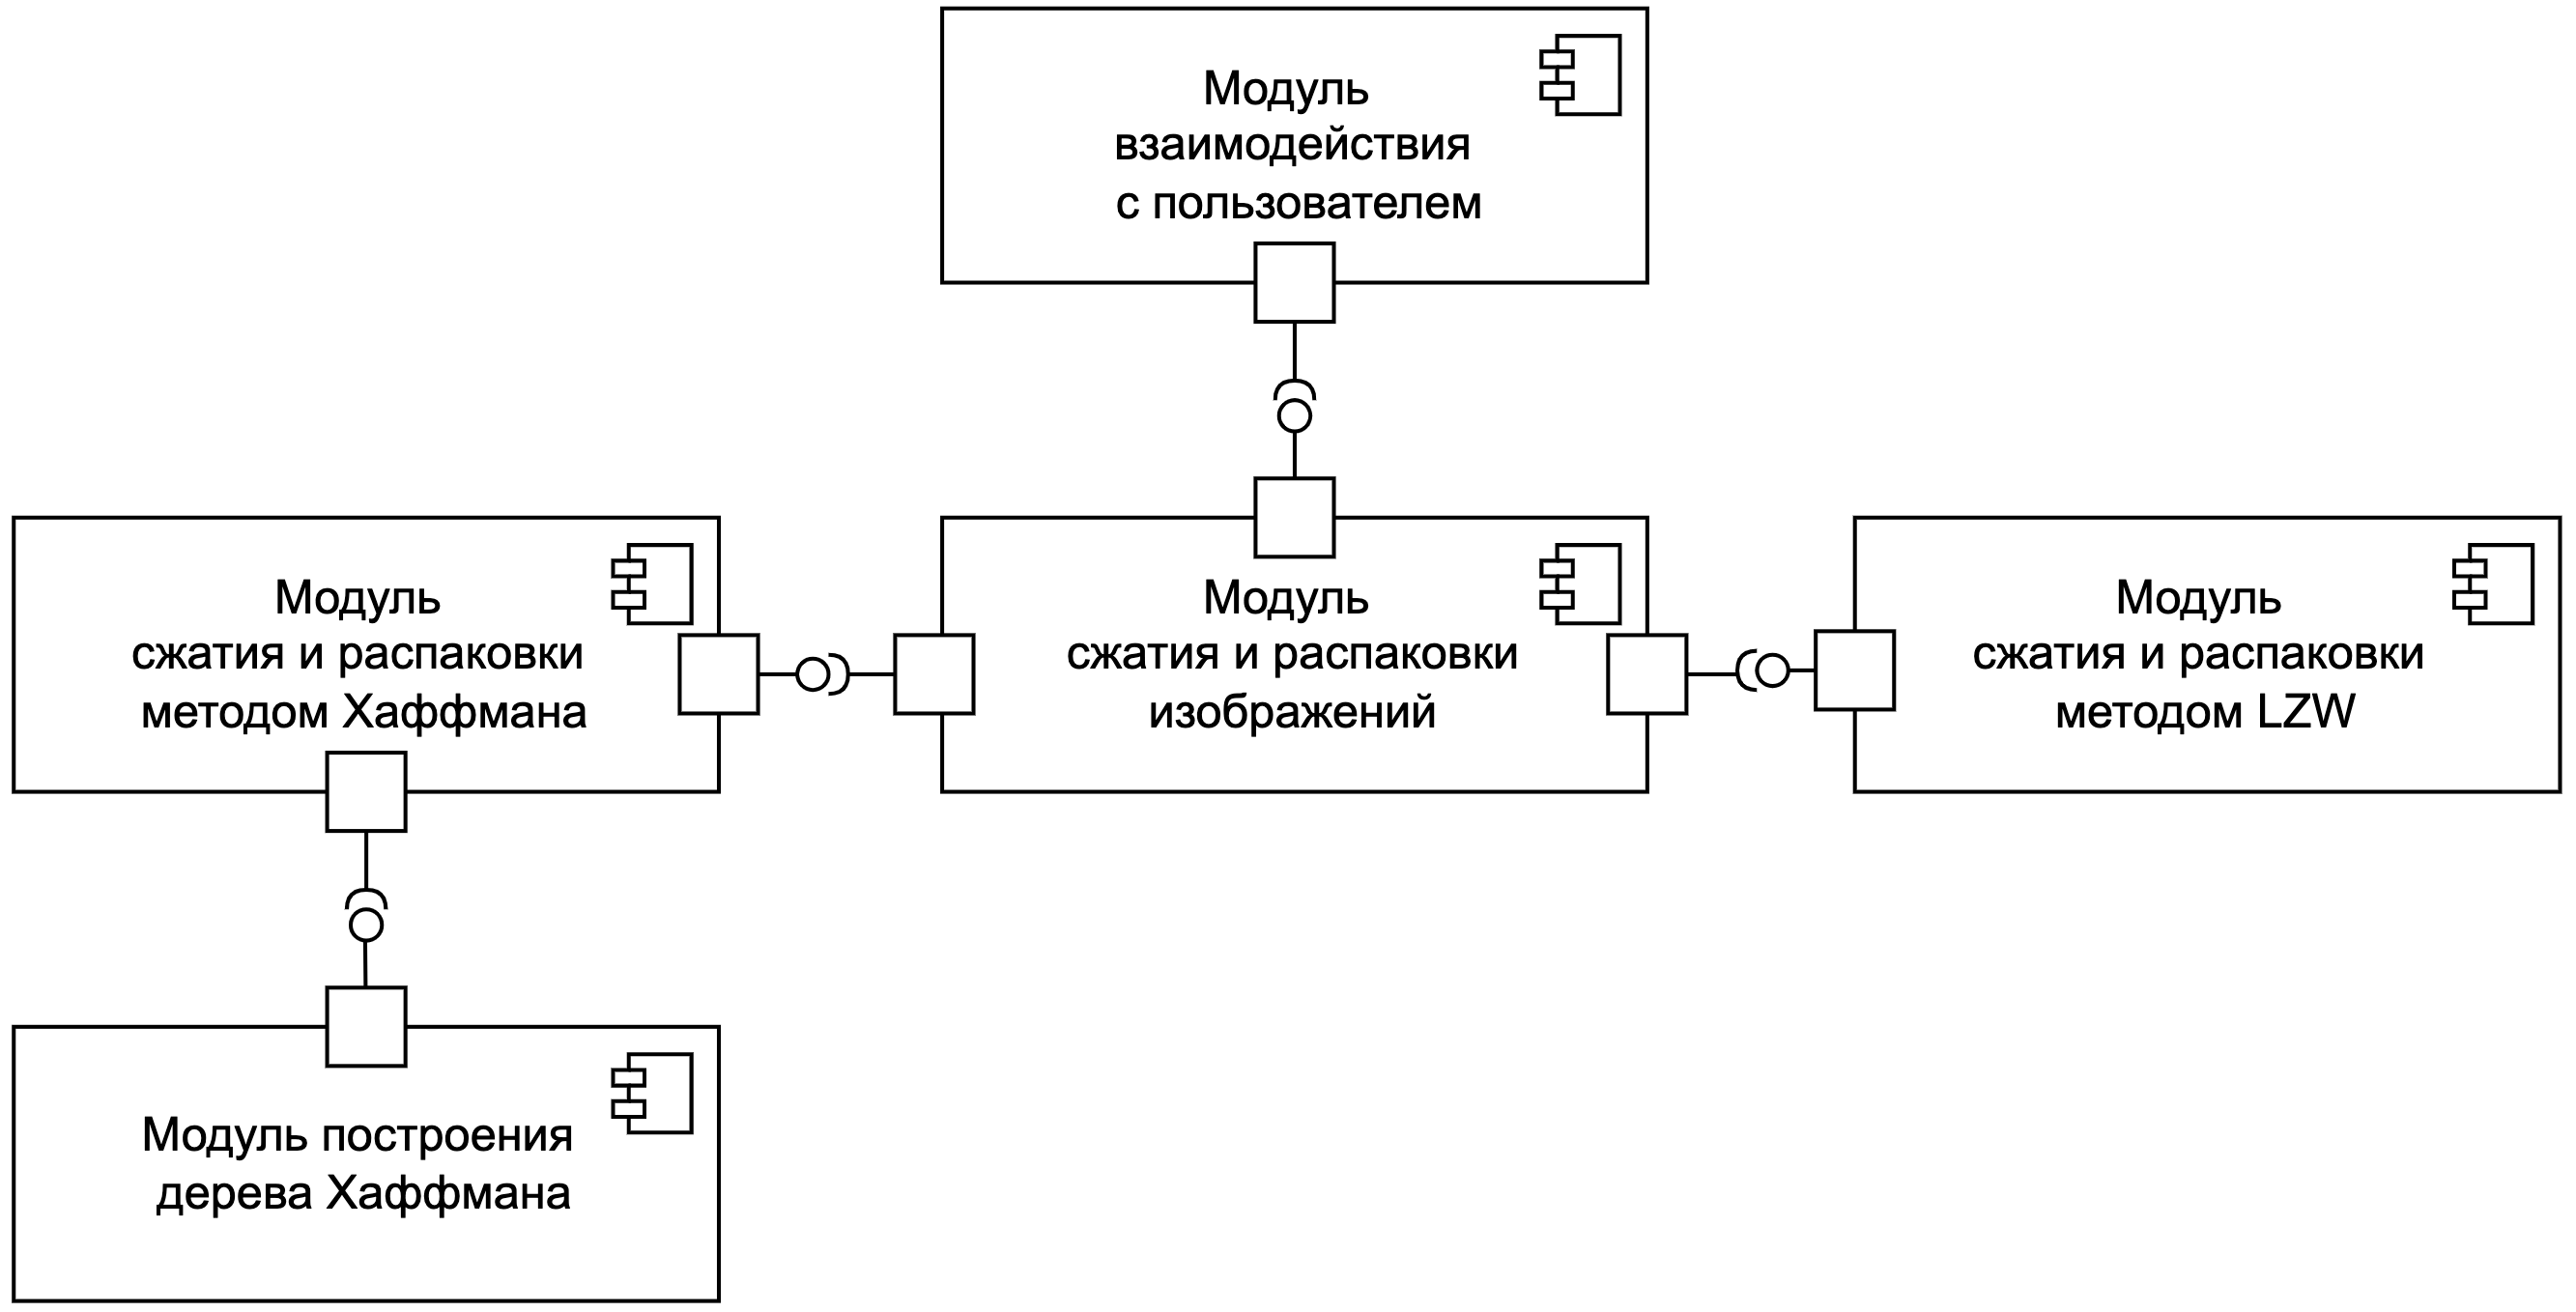 Модуль
взаимодействия
с пользователем
Модуль
сжатия и распаковки
методом Хаффмана
Модуль
сжатия и распаковки
изображений
Модуль
сжатия и распаковки
методом LZW
Модуль построения
дерева Хаффмана